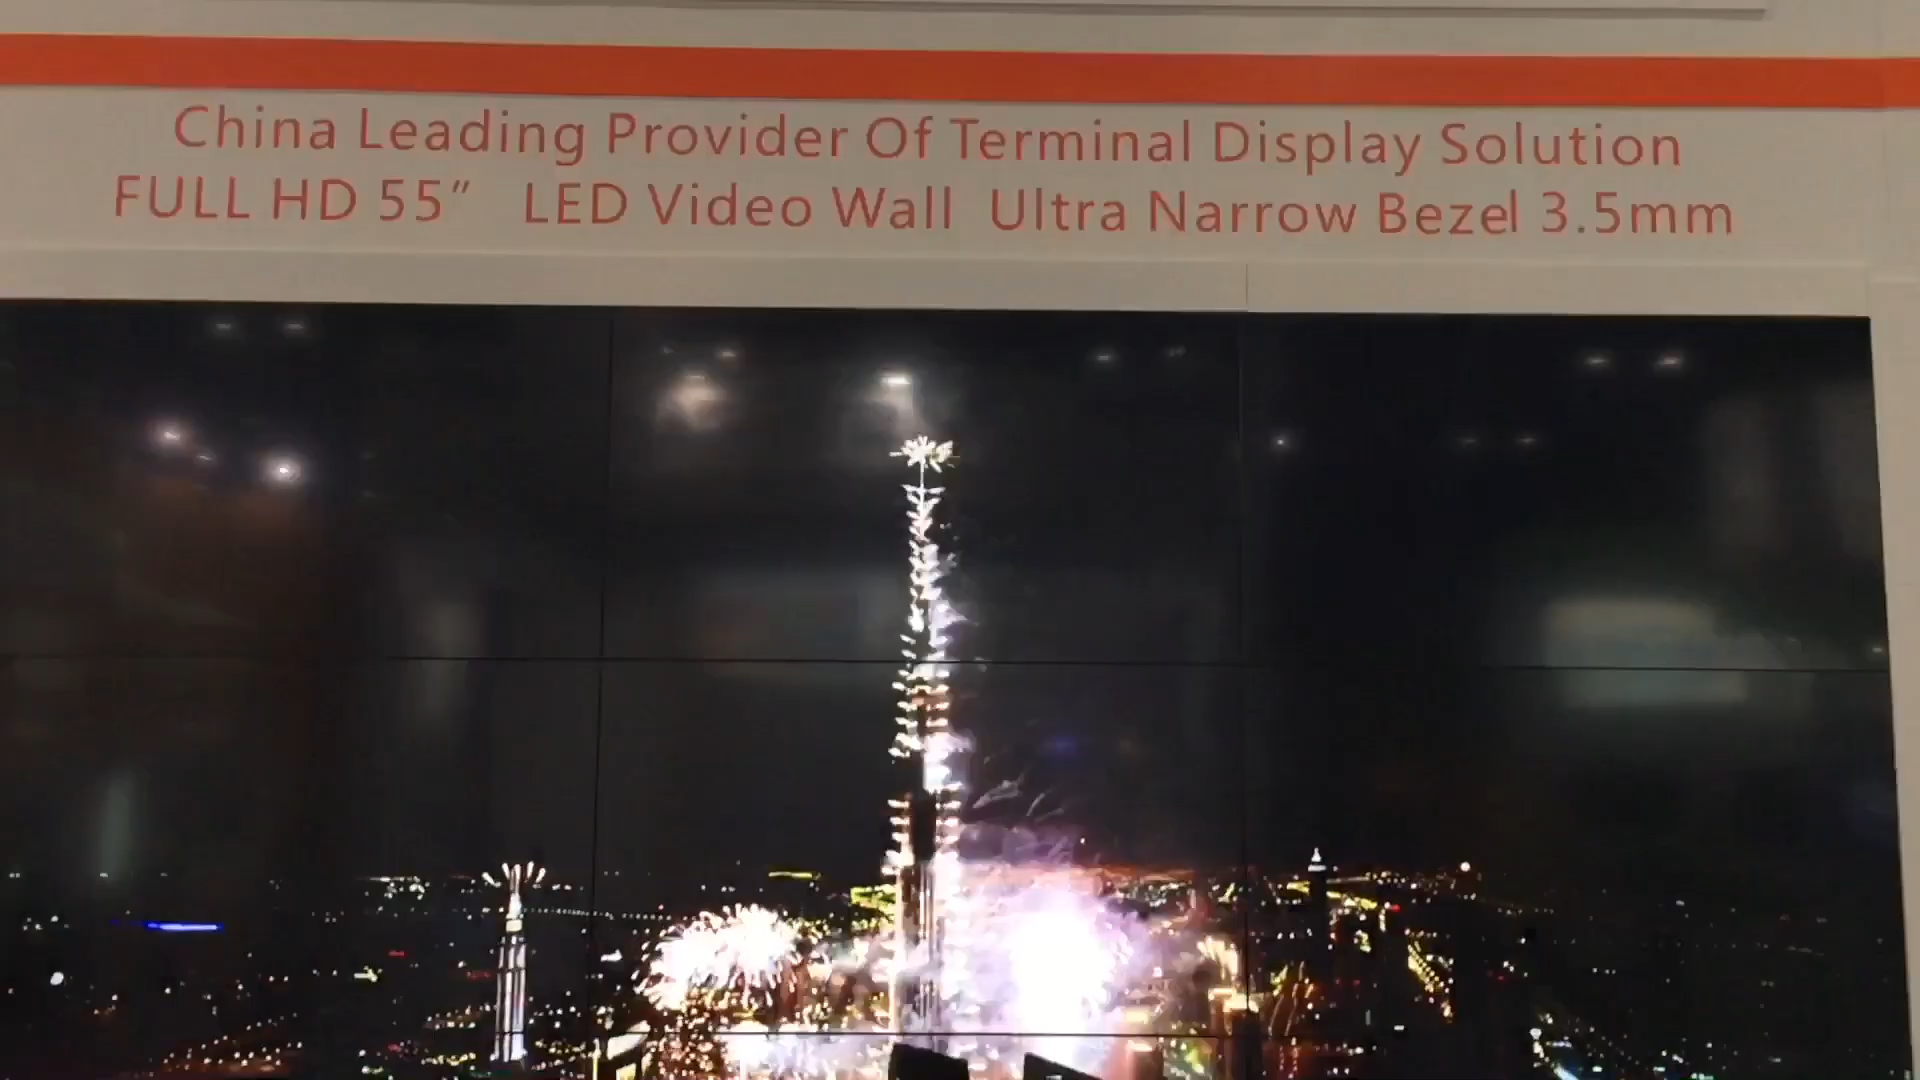 China Leading Provider Of Terminal Display Solution
FULL HD 55″ LED Video Wall Ultra Narrow Bezel 3.5mm